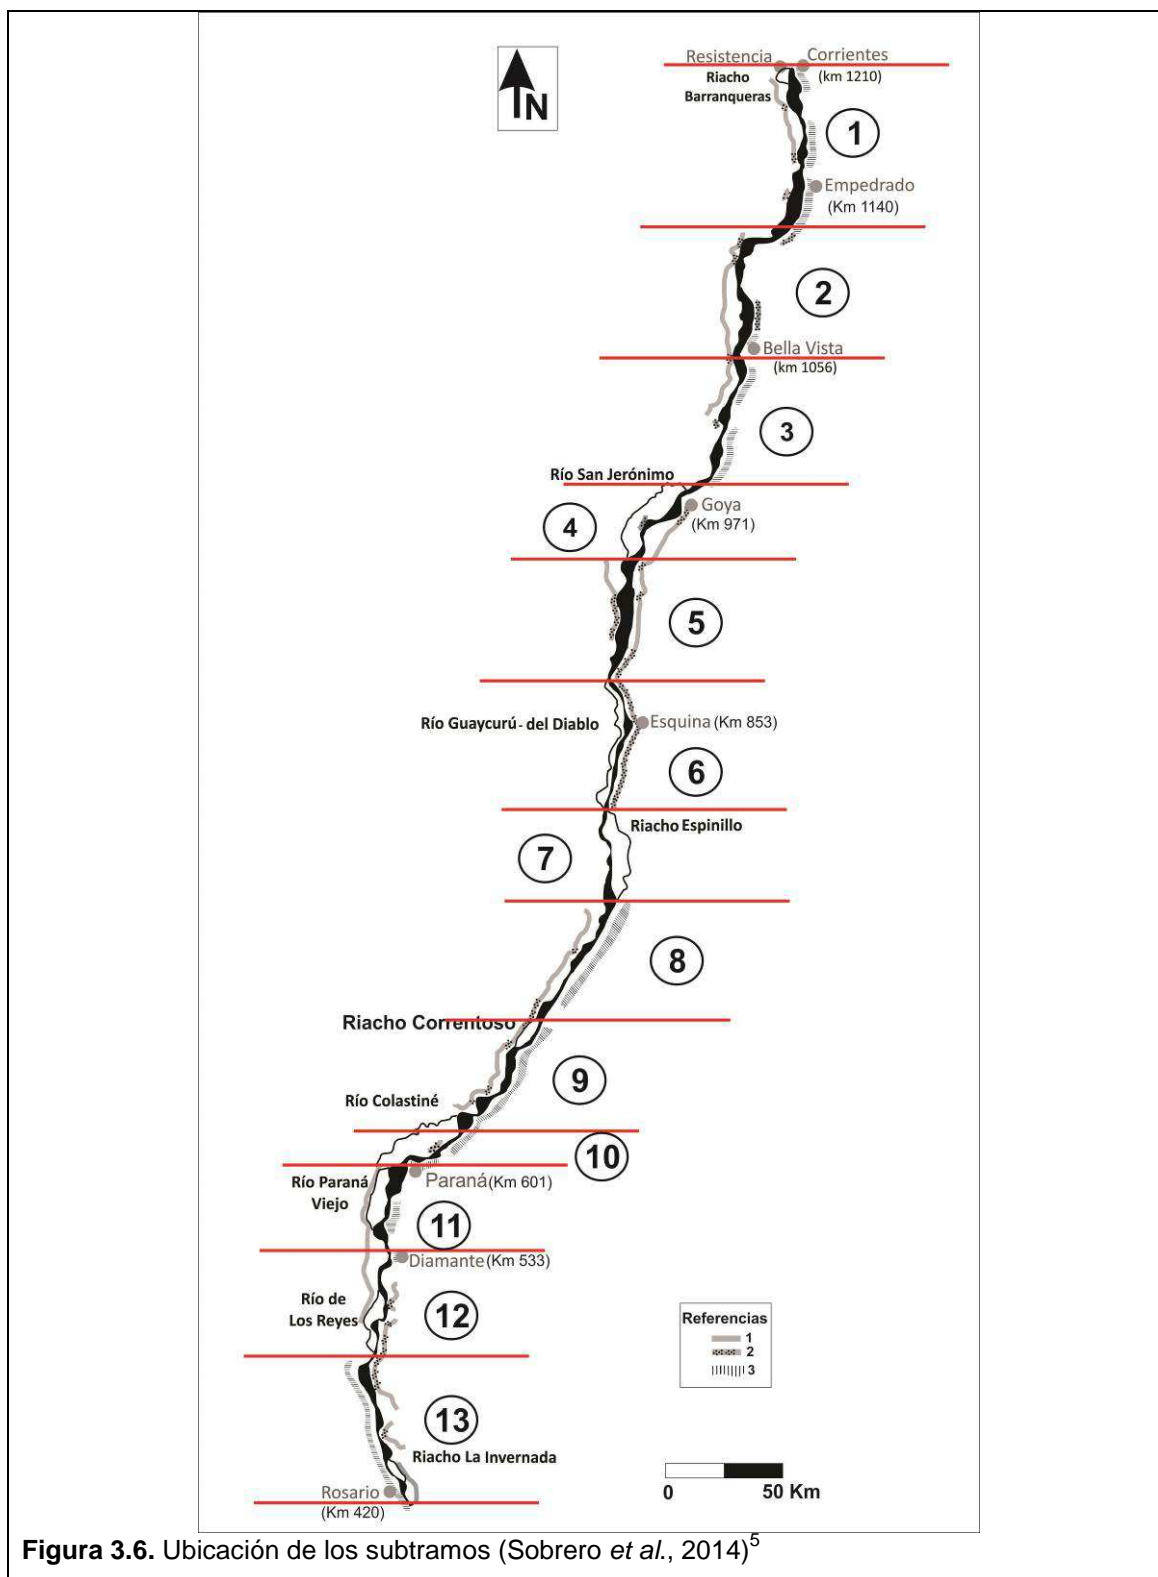 Resistencia
Corrientes
(km 1210)
Riacho
Barranqueras
N
1
Empedrado
(Km 1140)
2
Bella Vista
(km 1056)
3
Río San Jerónimo
Goya
(Km 971)
4
5
Río Guaycurú - del Diablo
Esquina (Km 853)
6
Riacho Espinillo
7
8
Riacho Correntoso
9
Río Colastiné
10
Río Paraná
Viejo
Paraná (Km 601)
11
Diamante (Km 533)
Río de
Los Reyes
12
Referencias
1
2
3
13
Riacho La Invernada
Rosario
(Km 420)
0 50 Km
Figura 3.6. Ubicación de los subtramos (Sobrero et al., 2014)5